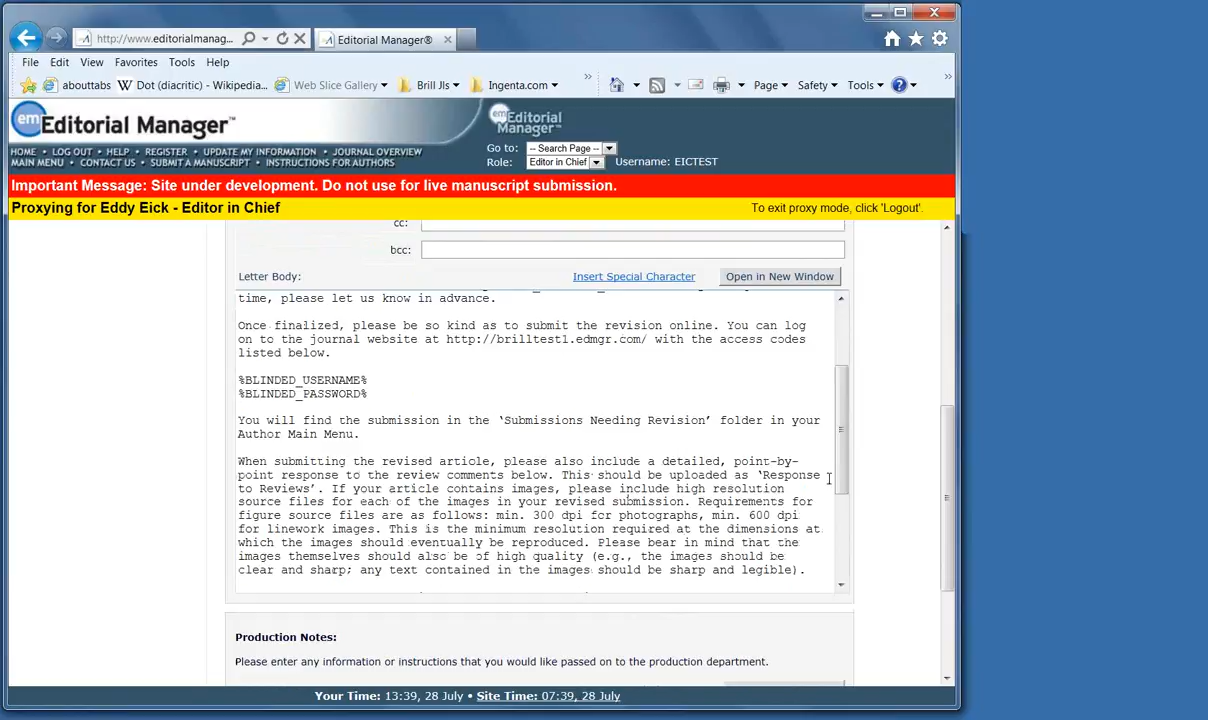 http://www.editorialmanag...
Editorial Manager®
File Edit View Favorites Tools Help
abouttabs
Dot (diacritic) - Wikipedia...
Web Slice Gallery
Brill Jls
Ingenta.com
Page
Safety
Tools
em Editorial Manager™
em Editorial Manager™
HOME • LOG OUT • HELP • REGISTER • UPDATE MY INFORMATION • JOURNAL OVERVIEW
MAIN MENU • CONTACT US • SUBMIT A MANUSCRIPT • INSTRUCTIONS FOR AUTHORS
Go to: -- Search Page --
Role: Editor in Chief Username: EICTEST
Important Message: Site under development. Do not use for live manuscript submission.
Proxying for Eddy Eick - Editor in Chief
To exit proxy mode, click 'Logout'.
cc:
bcc:
Letter Body:
Insert Special Character
Open in New Window
time, please let us know in advance.
Once finalized, please be so kind as to submit the revision online. You can log
on to the journal website at http://brilltest1.edmgr.com/ with the access codes
listed below.
%BLINDED_USERNAME%
%BLINDED_PASSWORD%
You will find the submission in the ‘Submissions Needing Revision’ folder in your
Author Main Menu.
When submitting the revised article, please also include a detailed, point-by-
point response to the review comments below. This should be uploaded as ‘Response
to Reviews’. If your article contains images, please include high resolution
source files for each of the images in your revised submission. Requirements for
figure source files are as follows: min. 300 dpi for photographs, min. 600 dpi
for linework images. This is the minimum resolution required at the dimensions at
which the images should eventually be reproduced. Please bear in mind that the
images themselves should also be of high quality (e.g., the images should be
clear and sharp; any text contained in the images should be sharp and legible).
Production Notes:
Please enter any information or instructions that you would like passed on to the production department.
Your Time: 13:39, 28 July • Site Time: 07:39, 28 July